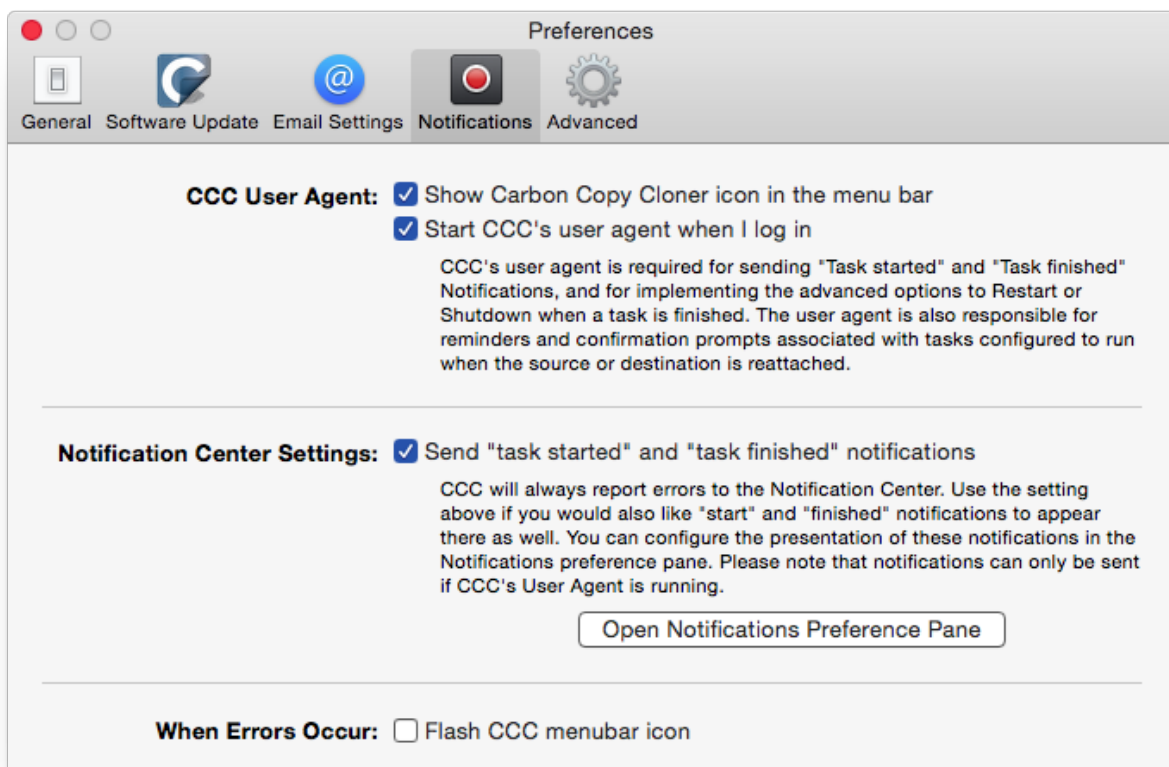 Preferences
General Software Update Email Settings Notifications Advanced
CCC User Agent: Show Carbon Copy Cloner icon in the menu bar
Start CCC's user agent when I log in
CCC's user agent is required for sending "Task started" and "Task finished"
Notifications, and for implementing the advanced options to Restart or
Shutdown when a task is finished. The user agent is also responsible for
reminders and confirmation prompts associated with tasks configured to run
when the source or destination is reattached.
Notification Center Settings: Send "task started" and "task finished" notifications
CCC will always report errors to the Notification Center. Use the setting
above if you would also like "start" and "finished" notifications to appear
there as well. You can configure the presentation of these notifications in the
Notifications preference pane. Please note that notifications can only be sent
if CCC's User Agent is running.
Open Notifications Preference Pane
When Errors Occur: Flash CCC menubar icon